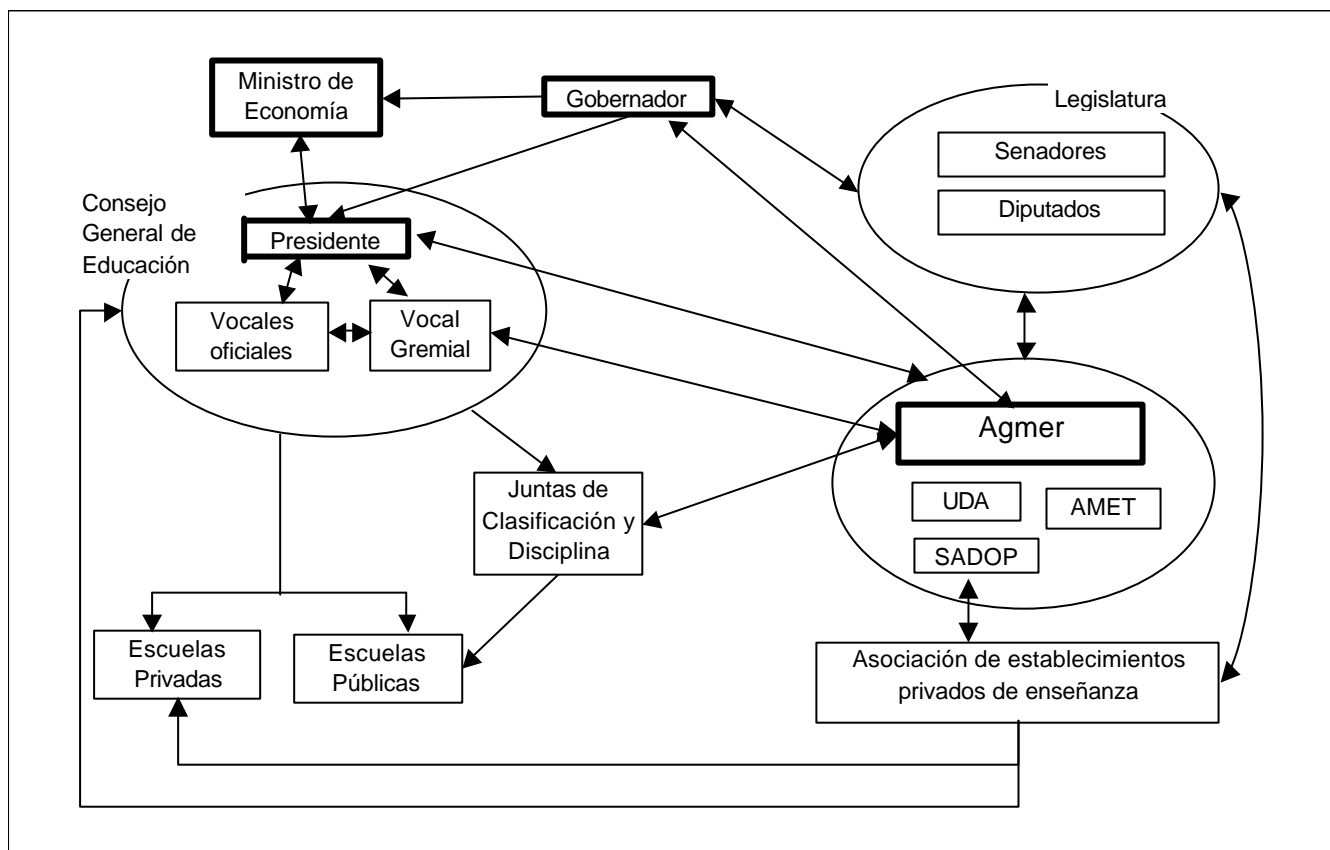 Ministro de
Economía
Gobernador
Legislatura
Senadores
Diputados
Consejo
General de
Educación
Presidente
Vocales
oficiales
Vocal
Gremial
Agmer
UDA
AMET
SADOP
Juntas de
Clasificación y
Disciplina
Escuelas
Privadas
Escuelas
Públicas
Asociación de establecimientos
privados de enseñanza